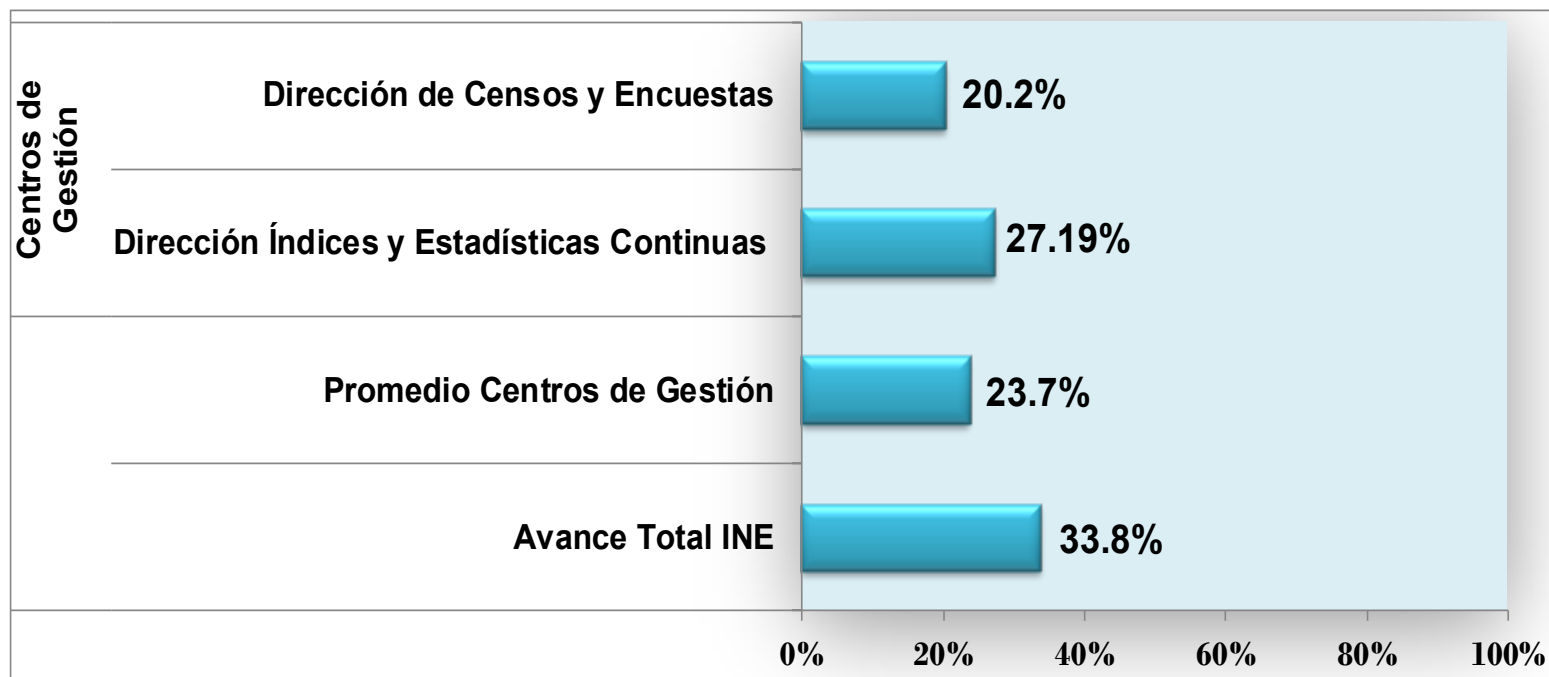 Centros de
Gestión
Dirección de Censos y Encuestas
20.2%
Dirección Índices y Estadísticas Continuas
27.19%
Promedio Centros de Gestión
23.7%
Avance Total INE
33.8%
0% 20% 40% 60% 80% 100%